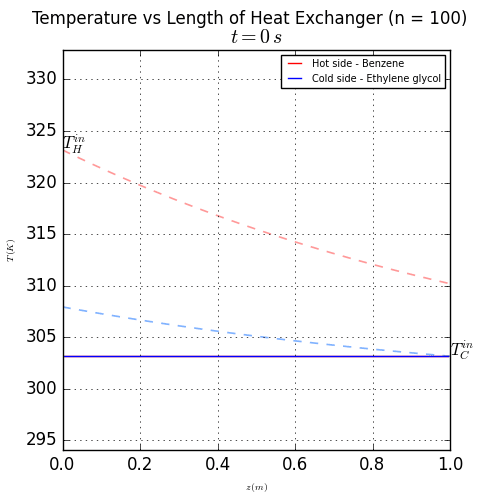 Temperature vs Length of Heat Exchanger (n = 100)
t = 0 s
Hot side - Benzene
Cold side - Ethylene glycol
330
325
T_H^{in}
320
315
310
305
T_C^{in}
300
295
T(K)
0.0 0.2 0.4 0.6 0.8 1.0
z(m)